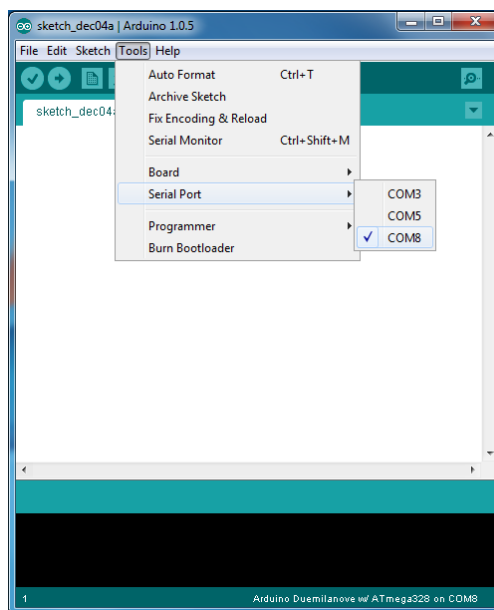 sketch_dec04a | Arduino 1.0.5
File Edit Sketch Tools Help
Auto Format Ctrl+T
Archive Sketch
sketch_dec04a
Fix Encoding & Reload
Serial Monitor Ctrl+Shift+M
Board
Serial Port
COM3
COM5
Programmer
COM8
Burn Bootloader
1 Arduino Duemilanove w/ ATmega328 on COM8